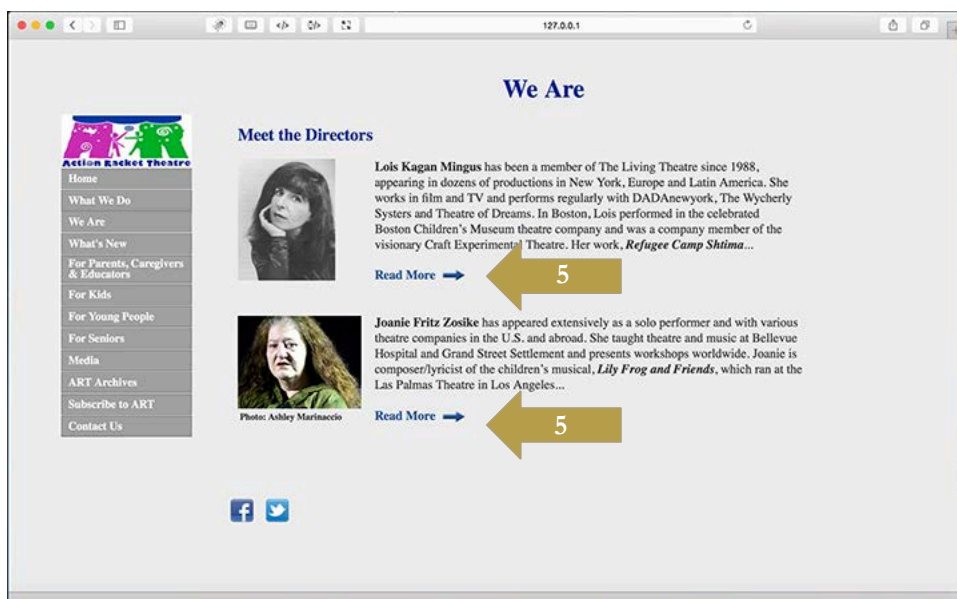 127.0.0.1
We Are
Action Racket Theatre
Home
What We Do
We Are
What's New
For Parents, Caregivers
& Educators
For Kids
For Young People
For Seniors
Media
ART Archives
Subscribe to ART
Contact Us
Meet the Directors
Lois Kagan Mingus has been a member of The Living Theatre since 1988,
appearing in dozens of productions in New York, Europe and Latin America. She
works in film and TV and performs regularly with DADAnewyork, The Wycherly
Systers and Theatre of Dreams. In Boston, Lois performed in the celebrated
Boston Children's Museum theatre company and was a company member of the
visionary Craft Experimental Theatre. Her work, Refugee Camp Shtima...
Read More
5
Joanie Fritz Zosike has appeared extensively as a solo performer and with various
theatre companies in the U.S. and abroad. She taught theatre and music at Bellevue
Hospital and Grand Street Settlement and presents workshops worldwide. Joanie is
composer/lyricist of the children's musical, Lily Frog and Friends, which ran at the
Las Palmas Theatre in Los Angeles...
Photo: Ashley Marinaccio
Read More
5